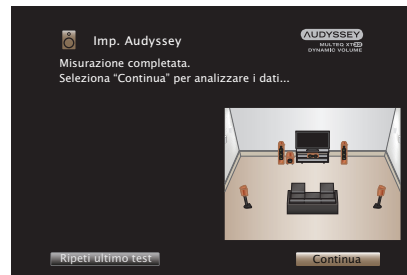 Imp. Audyssey
AUDYSSEY
MULTEQ XT32
DYNAMIC VOLUME
Misurazione completata.
Seleziona “Continua” per analizzare i dati...
Ripeti ultimo test
Continua